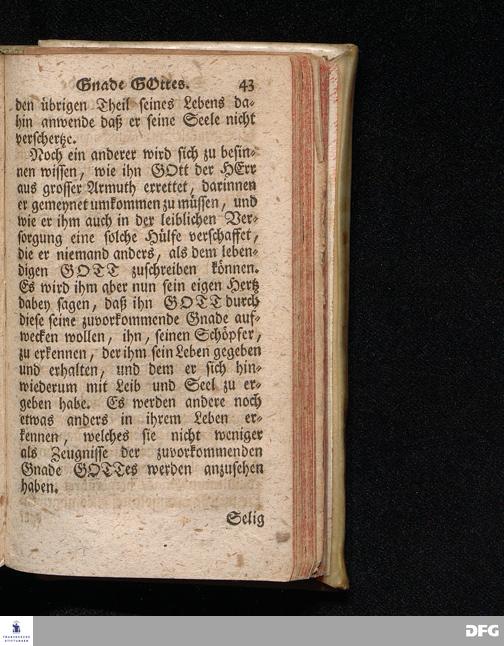 Gnade GOttes. 43
den übrigen Theil seines Lebens da-
hin anwende daß er seine Seele nicht
verschertze.
Noch ein anderer wird sich zu besin-
nen wissen, wie ihn GOtt der HErr
aus grosser Armuth errettet, darinnen
er gemeynet umkommen zu müssen, und
wie er ihm auch in der leiblichen Ver-
sorgung eine solche Hülfe verschaffet,
die er niemand anders, als dem leben-
digen GOTT zuschreiben können.
Es wird ihm aber nun sein eigen Hertz
dabey sagen, daß ihn GOTT durch
diese seine zuvorkommende Gnade auf-
wecken wollen, ihn, seinen Schöpfer,
zu erkennen, der ihm sein Leben gegeben
und erhalten, und dem er sich hin-
wiederum mit Leib und Seel zu er-
geben habe. Es werden andere noch
etwas anders in ihrem Leben er-
kennen, welches sie nicht weniger
als Zeugnisse der zuvorkommenden
Gnade GOTTes werden anzusehen
haben.
Selig
FRANCKESCHE
STIFTUNGEN
DFG